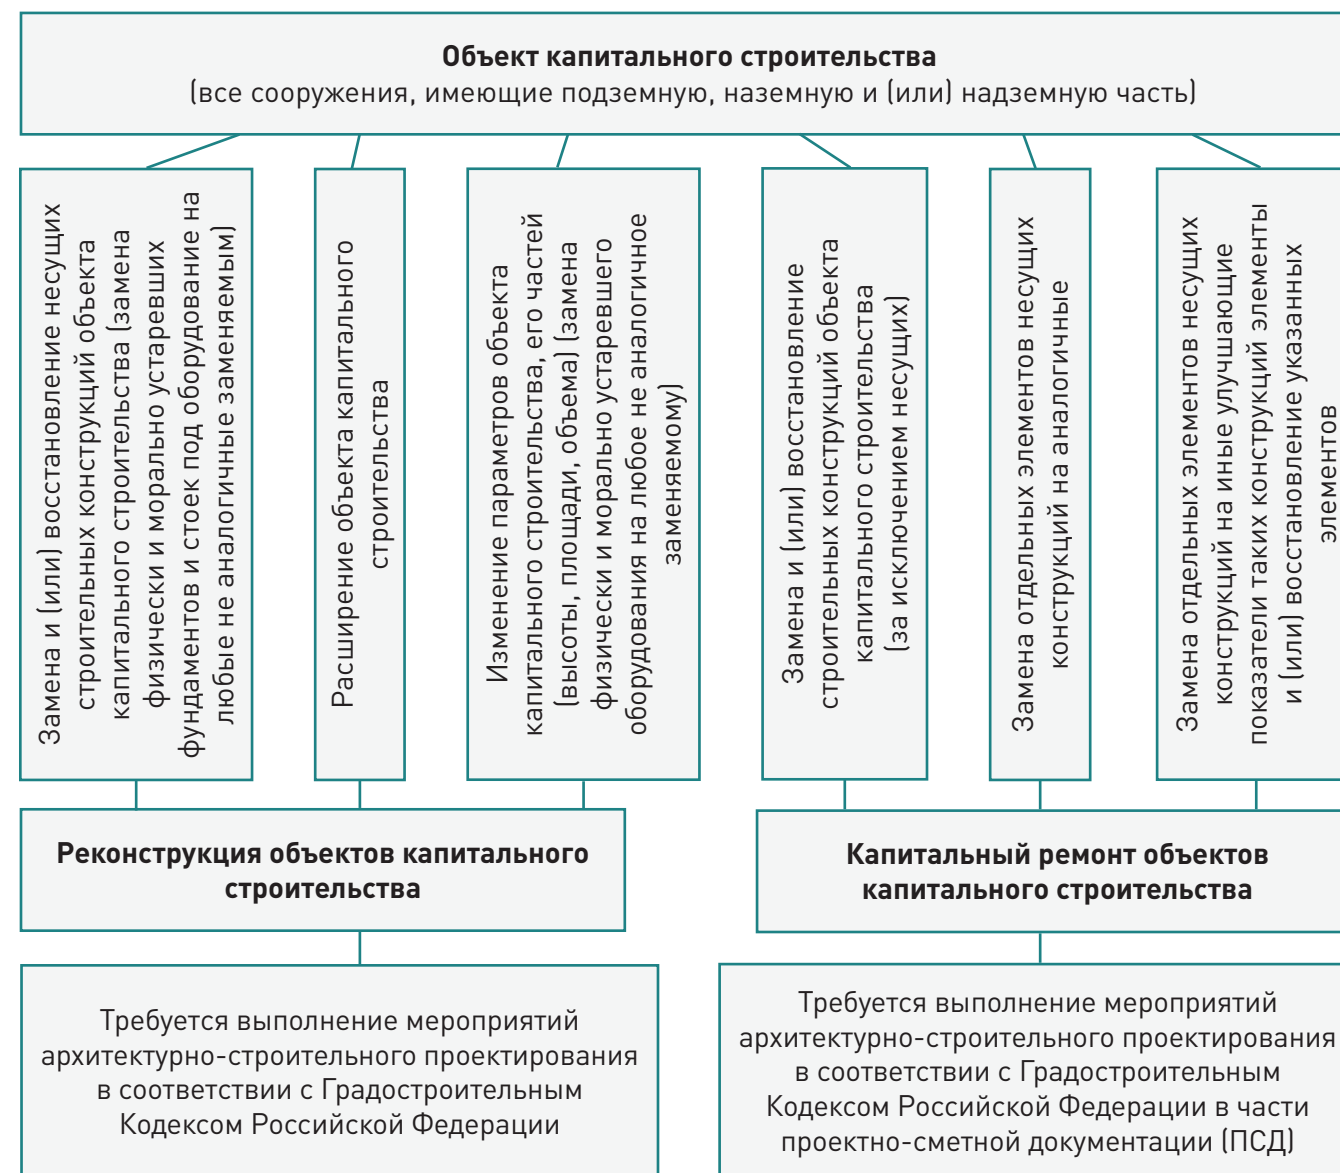 Объект капитального строительства
(все сооружения, имеющие подземную, наземную и (или) надземную часть)
Замена и (или) восстановление несущих
строительных конструкций объекта
капитального строительства (замена
физически и морально устаревших
фундаментов и стоек под оборудование на
любые не аналогичные заменяемым)
Расширение объекта капитального
строительства
Изменение параметров объекта
капитального строительства, его частей
(высоты, площади, объема) (замена
физически и морально устаревшего
оборудования на любое не аналогичное
заменяемому)
Замена и (или) восстановление
строительных конструкций объекта
капитального строительства
(за исключением несущих)
Замена отдельных элементов несущих
конструкций на аналогичные
Замена отдельных элементов несущих
конструкций на иные улучшающие
показатели таких конструкций элементы
и (или) восстановление указанных
элементов
Реконструкция объектов капитального
строительства
Капитальный ремонт объектов
капитального строительства
Требуется выполнение мероприятий
архитектурно-строительного проектирования
в соответствии с Градостроительным
Кодексом Российской Федерации
Требуется выполнение мероприятий
архитектурно-строительного проектирования
в соответствии с Градостроительным
Кодексом Российской Федерации в части
проектно-сметной документации (ПСД)